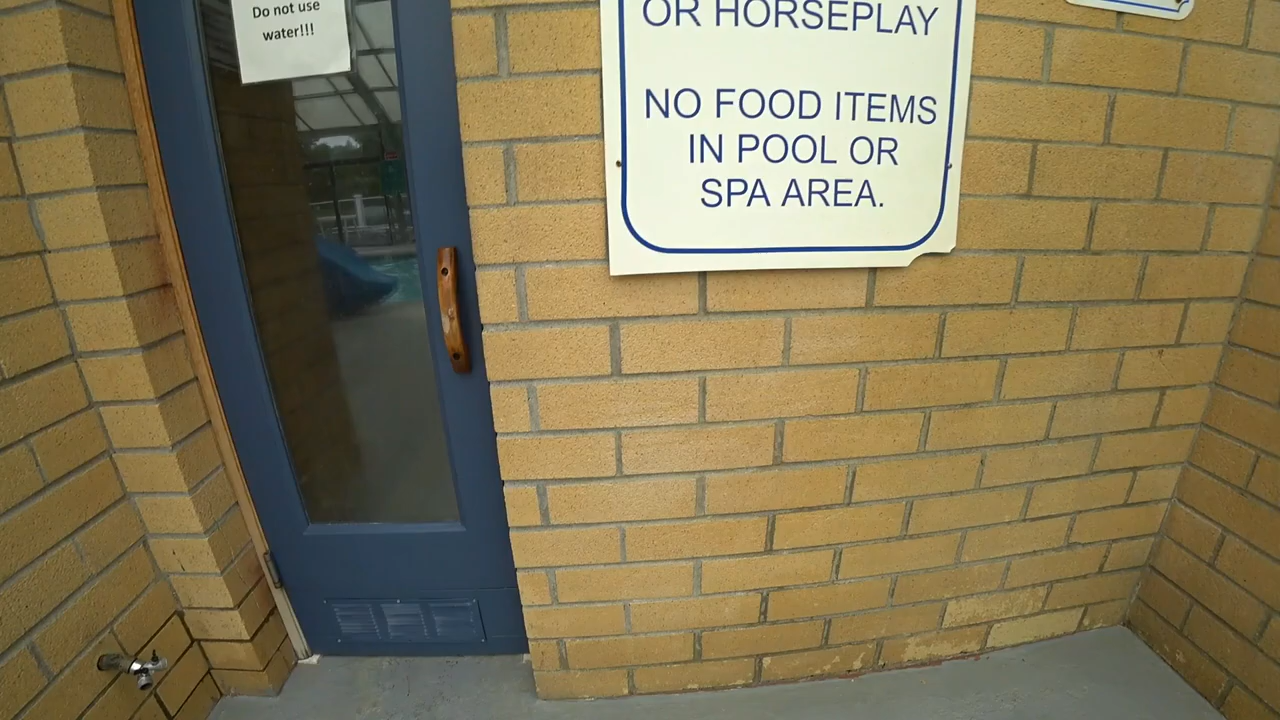 Do not use
water!!!
OR HORSEPLAY
NO FOOD ITEMS
IN POOL OR
SPA AREA.